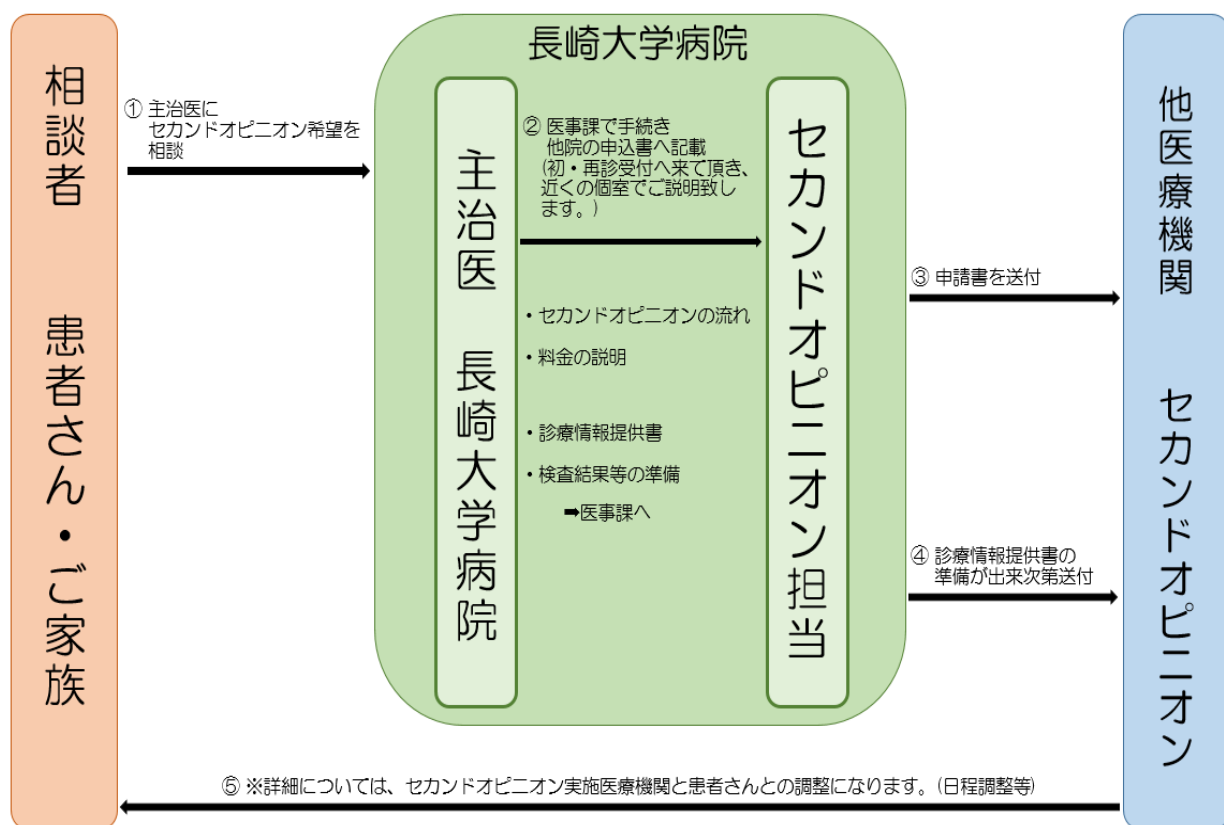 長崎大学病院
相談者　患者さん・ご家族
① 主治医に
セカンドオピニオン希望を
相談
主治医　長崎大学病院
② 医事課で手続き
他院の申込書へ記載
(初・再診受付へ来て頂き、
近くの個室でご説明致し
ます。)
・セカンドオピニオンの流れ
・料金の説明
・診療情報提供書
・検査結果等の準備
➡医事課へ
セカンドオピニオン担当
③ 申請書を送付
④ 診療情報提供書の
準備が出来次第送付
他医療機関　セカンドオピニオン
⑤ ※詳細については、セカンドオピニオン実施医療機関と患者さんとの調整になります。(日程調整等)